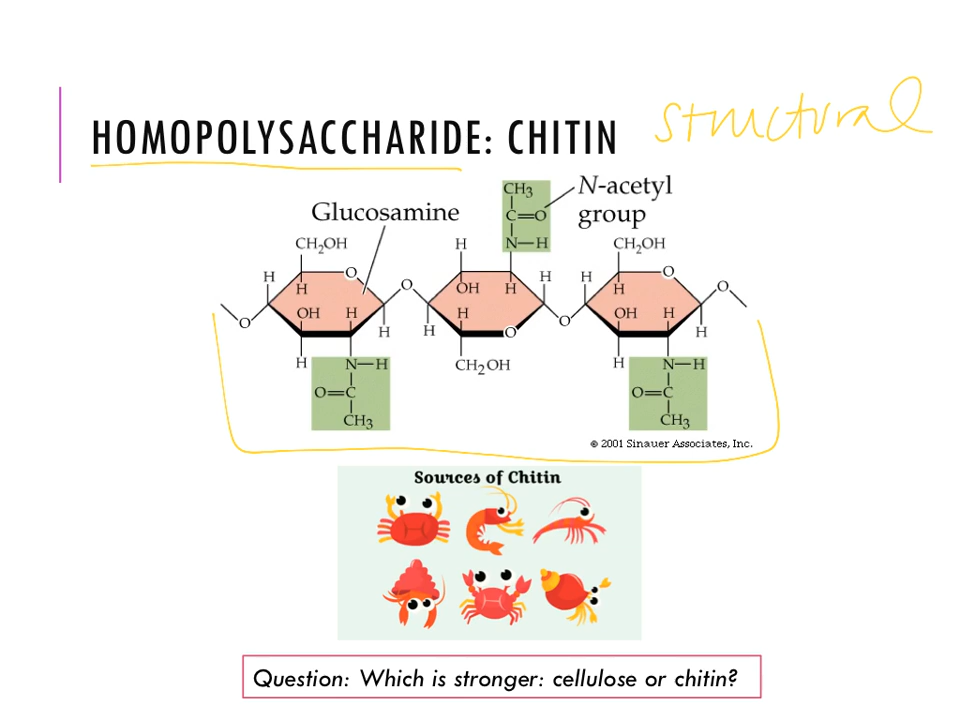 HOMOPOLYSACCHARIDE: CHITIN
structural
CH3
N-acetyl
group
C=O
Glucosamine
N—H
CH2OH H CH2OH
H O O H H O O
H OH H H
OH H H OH H
O H H O O H
H N—H CH2OH H N—H
O=C O=C
CH3 CH3
© 2001 Sinauer Associates, Inc.
Sources of Chitin
Question: Which is stronger: cellulose or chitin?